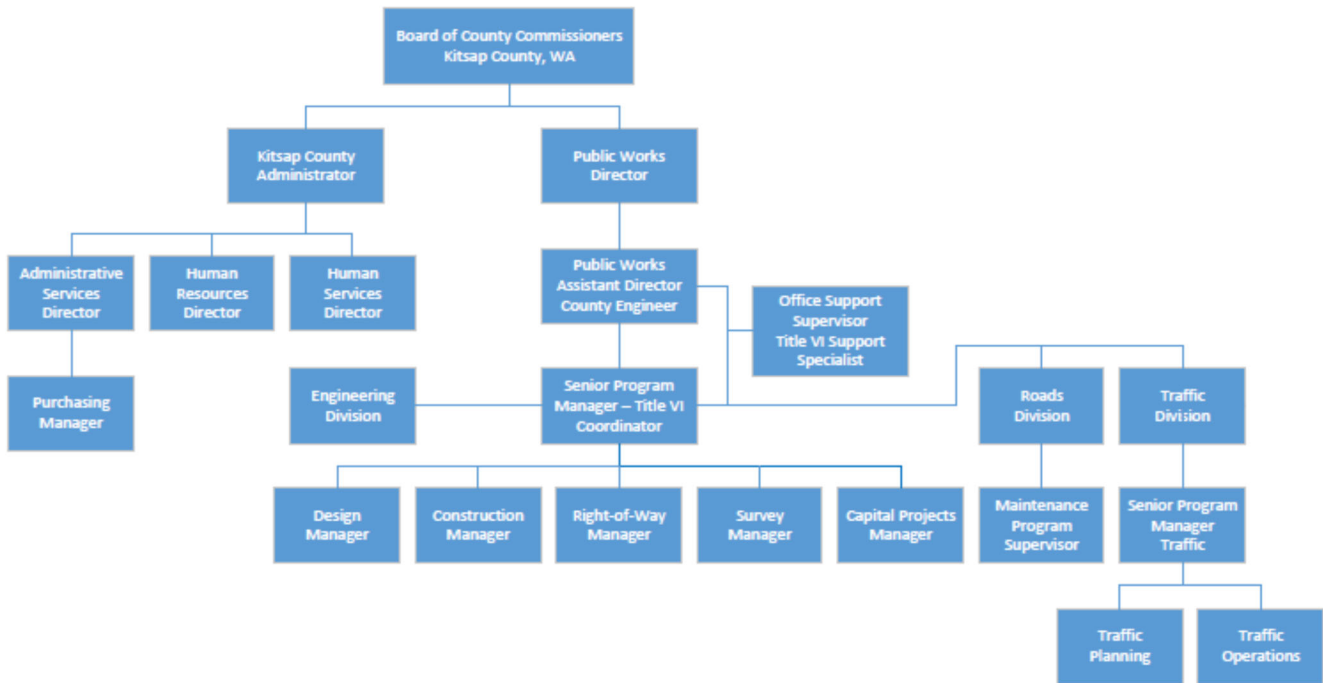 Board of County Commissioners
Kitsap County, WA
Kitsap County
Administrator
Public Works
Director
Administrative
Services
Director
Human
Resources
Director
Human
Services
Director
Public Works
Assistant Director
County Engineer
Office Support
Supervisor
Title VI Support
Specialist
Purchasing
Manager
Engineering
Division
Senior Program
Manager – Title VI
Coordinator
Roads
Division
Traffic
Division
Design
Manager
Construction
Manager
Right-of-Way
Manager
Survey
Manager
Capital Projects
Manager
Maintenance
Program
Supervisor
Senior Program
Manager
Traffic
Traffic
Planning
Traffic
Operations